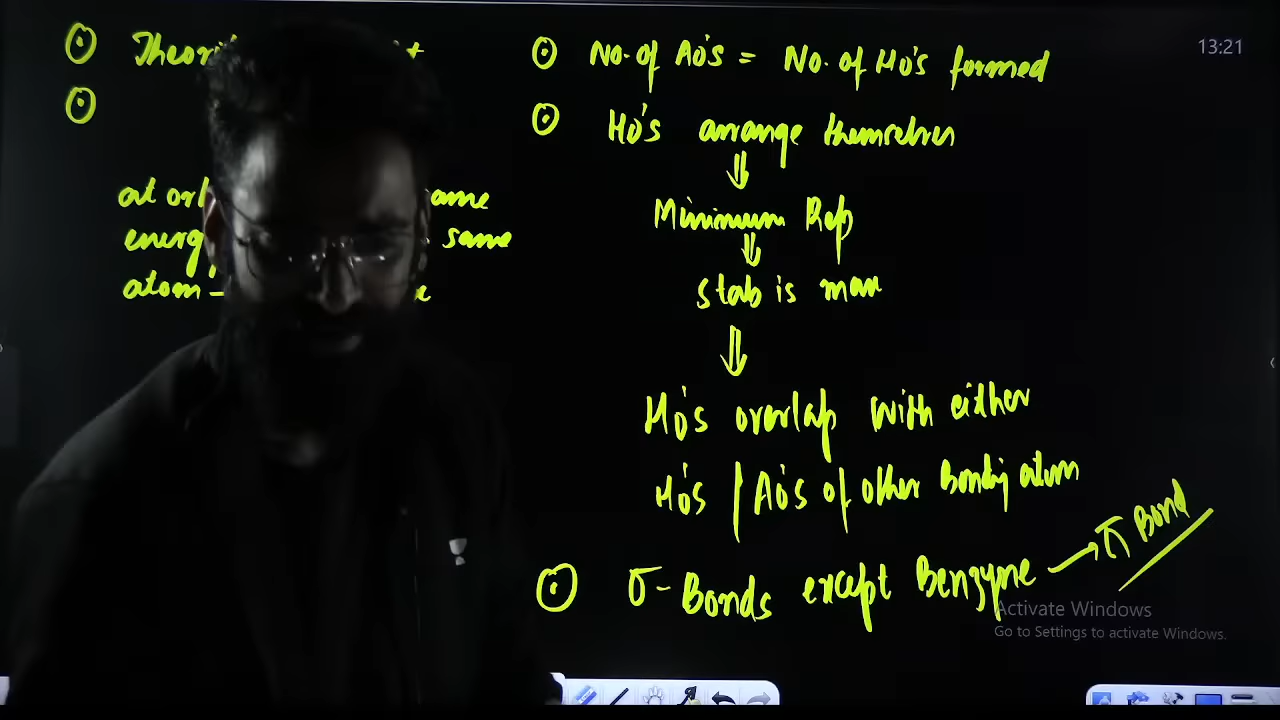 at
ame
energ
same
atom
No. of AO's = No. of HO's formed
HO's arrange themselves
Minimum Rep
Stab is max
HO's overlap with either
HO's / AO's of other Bonding atom
σ-Bonds except Benzyne → π Bond
13:21
Activate Windows
Go to Settings to activate Windows.